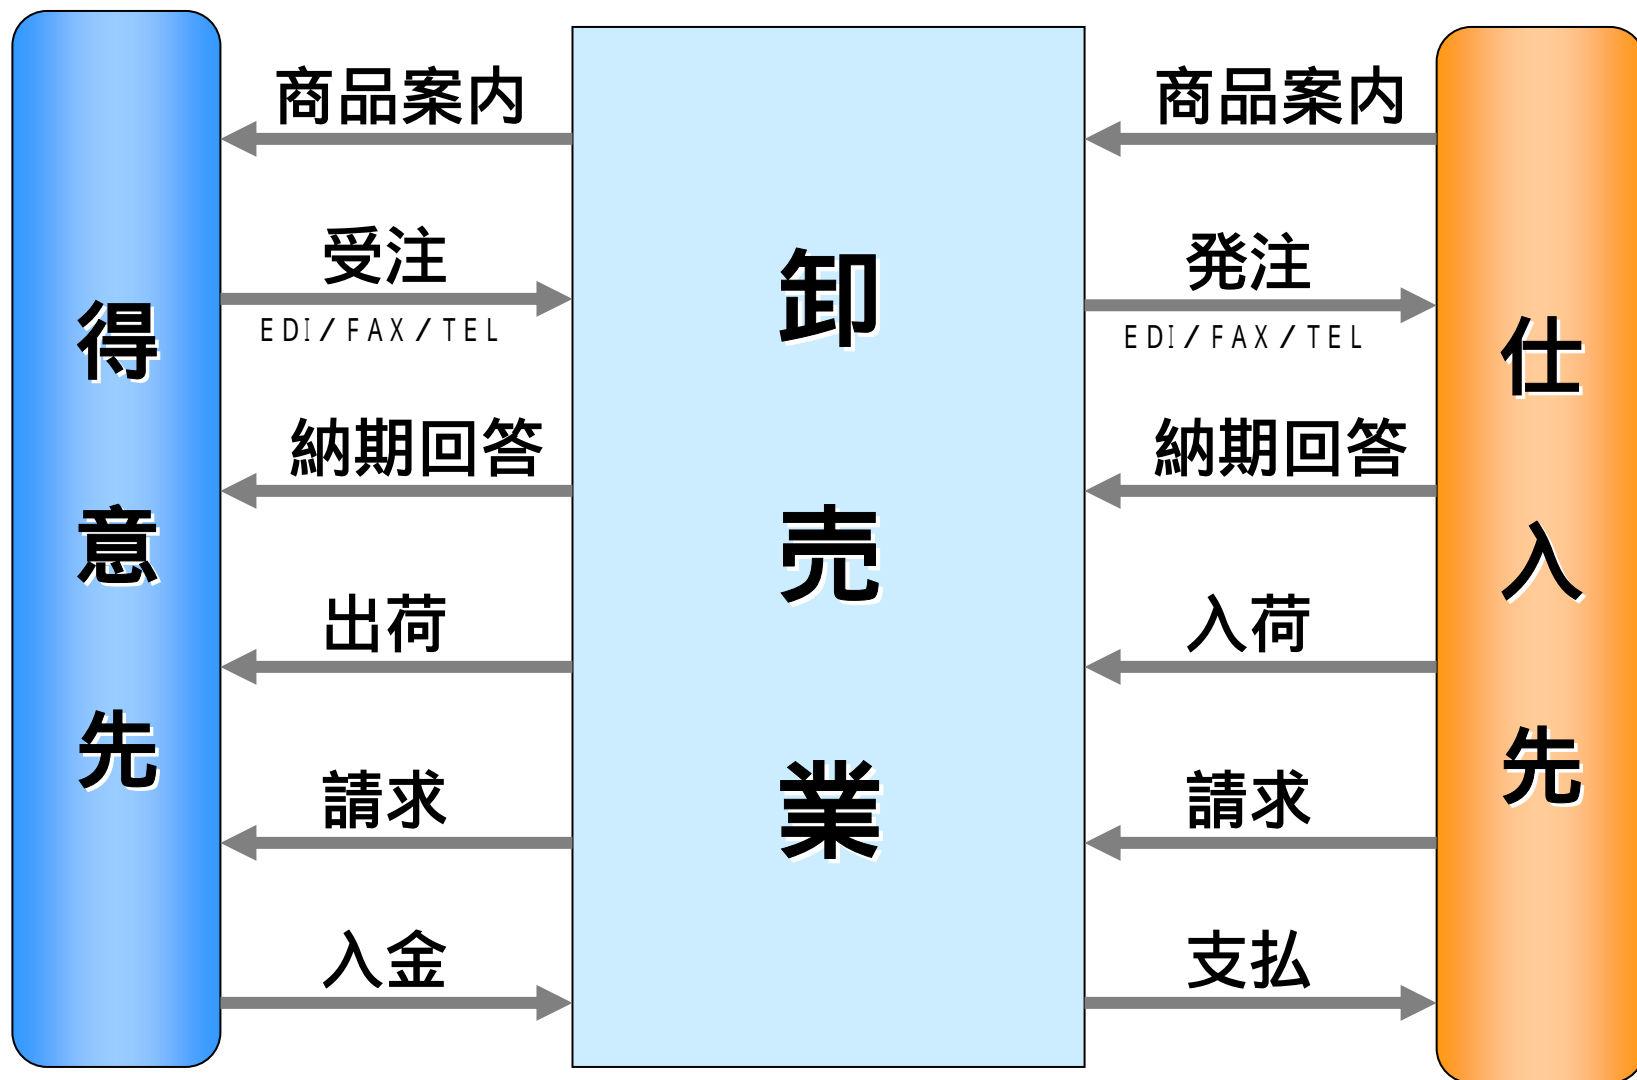 得意先
商品案内
受注
EDI/FAX/TEL
納期回答
出荷
請求
入金
卸売業
商品案内
発注
EDI/FAX/TEL
納期回答
入荷
請求
支払
仕入先